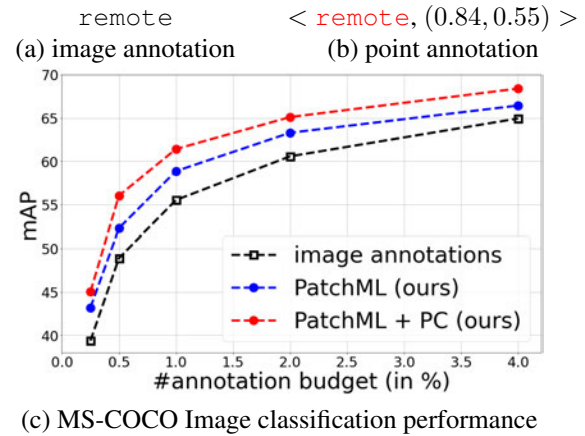 remote < remote, (0.84, 0.55) >
(a) image annotation (b) point annotation
70
65
60
55
50
45
40
mAP
image annotations
PatchML (ours)
PatchML + PC (ours)
0.0 0.5 1.0 1.5 2.0 2.5 3.0 3.5 4.0
#annotation budget (in %)
(c) MS-COCO Image classification performance